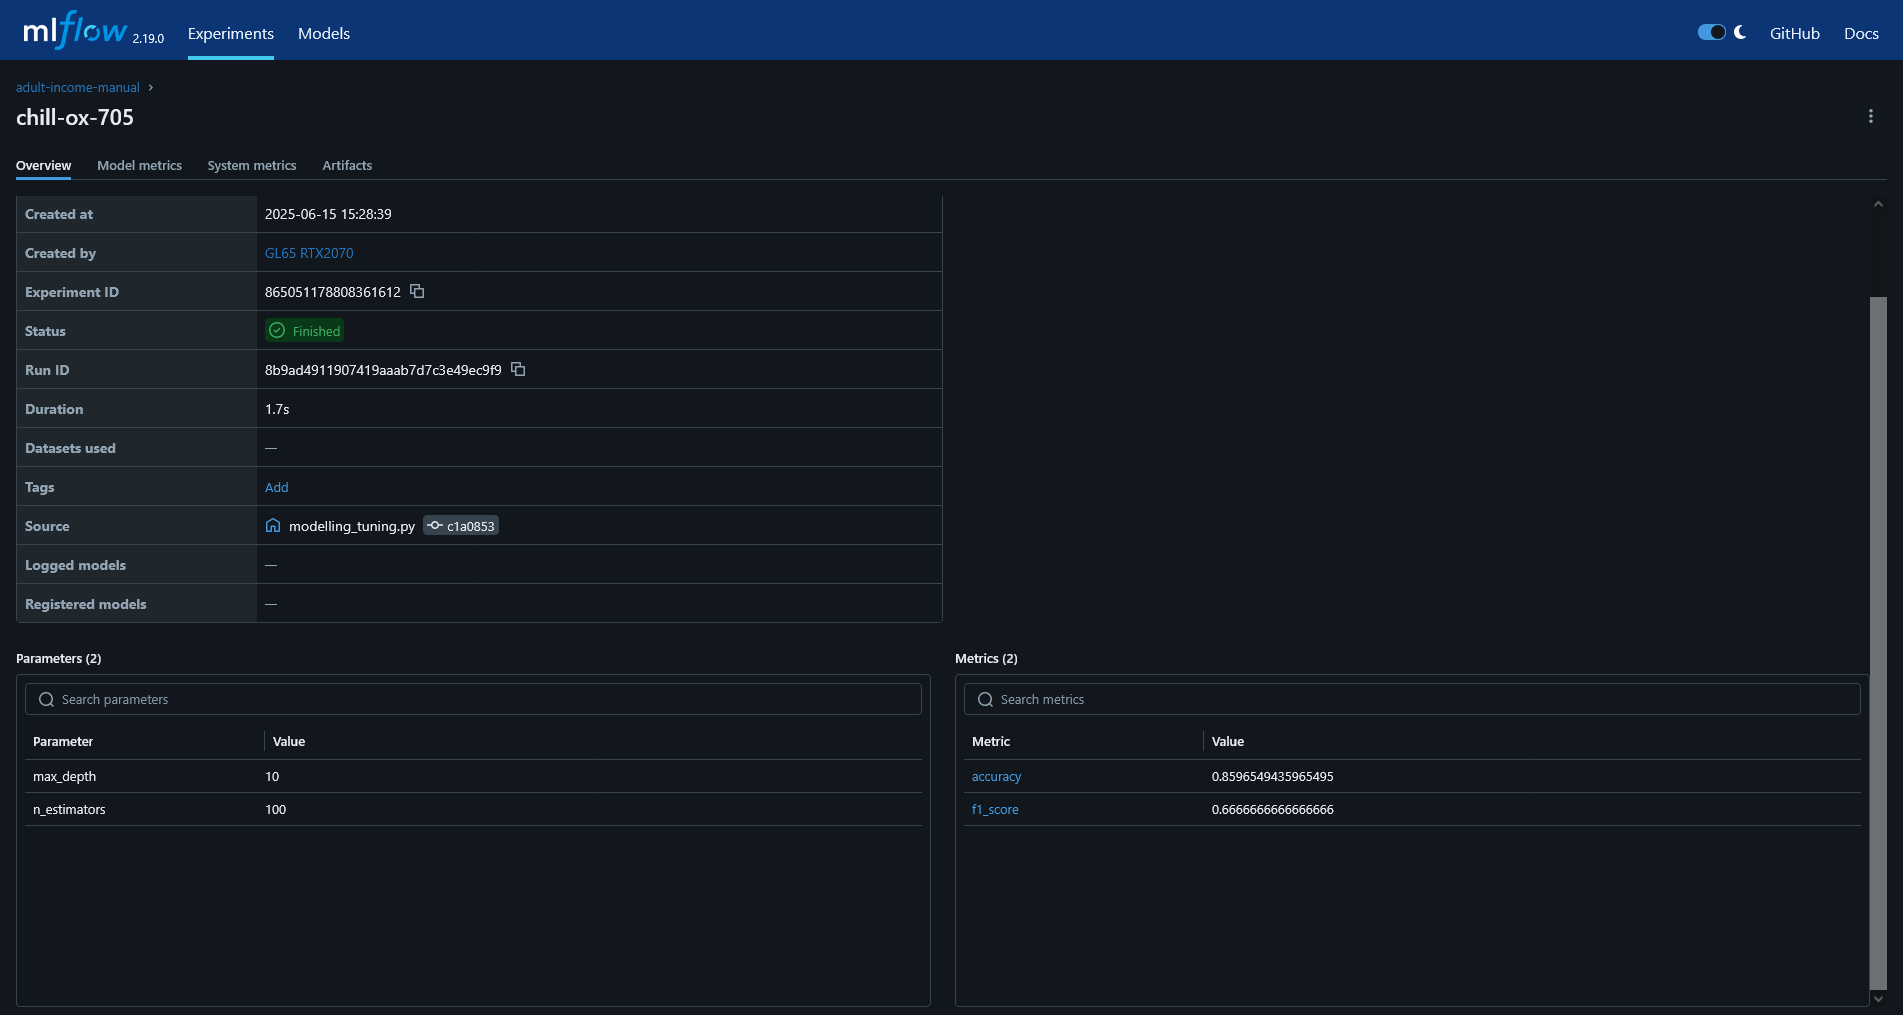 mlflow 2.19.0 Experiments Models GitHub Docs
adult-income-manual
chill-ox-705
Overview Model metrics System metrics Artifacts
Created at 2025-06-15 15:28:39
Created by GL65 RTX2070
Experiment ID 865051178808361612
Status Finished
Run ID 8b9ad4911907419aaab7d7c3e49ec9f9
Duration 1.7s
Datasets used —
Tags Add
Source modelling_tuning.py c1a0853
Logged models —
Registered models —
Parameters (2)
Search parameters
Parameter Value
max_depth 10
n_estimators 100
Metrics (2)
Search metrics
Metric Value
accuracy 0.8596549435965495
f1_score 0.6666666666666666